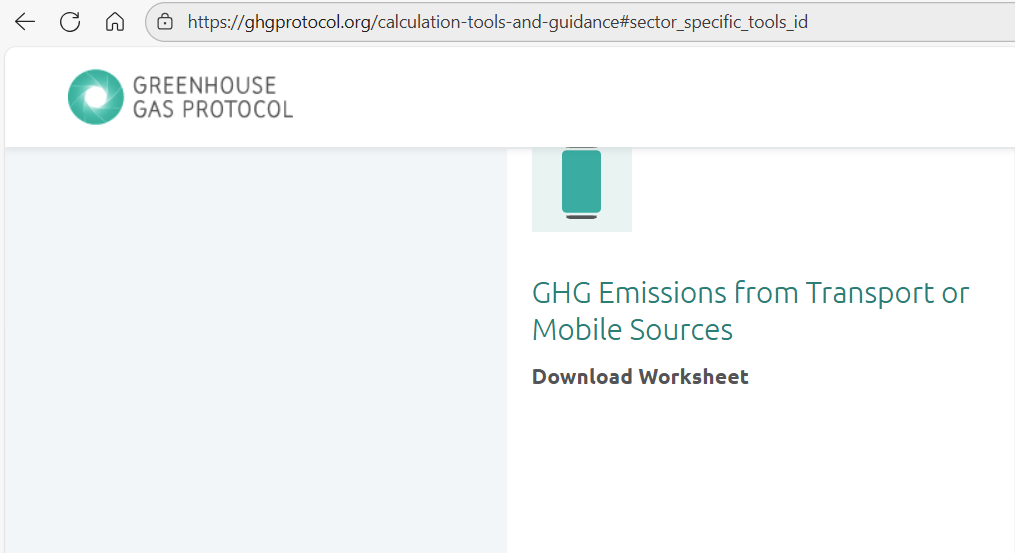 https://ghgprotocol.org/calculation-tools-and-guidance#sector_specific_tools_id
GREENHOUSE
GAS PROTOCOL
GHG Emissions from Transport or
Mobile Sources
Download Worksheet